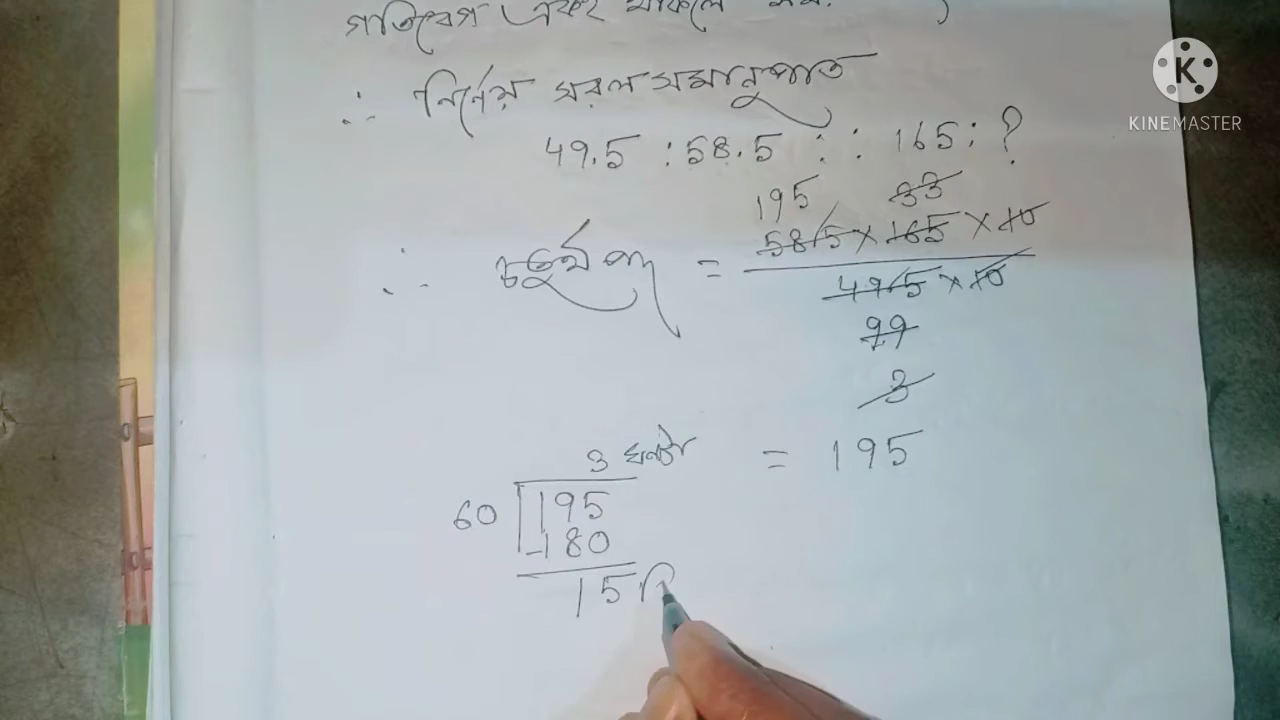 গতিবেগ একই থাকলে
K
KINEMASTER
∴ নির্ণেয় সরল সমানুপাত
49.5 : 58.5 : : 165 : ?
195 33
58.5 × 165 × 10
∴ চতুর্থ পদ =
49.5 × 10
99
3
3 ঘণ্টা = 195
60 195
-180
15 মি